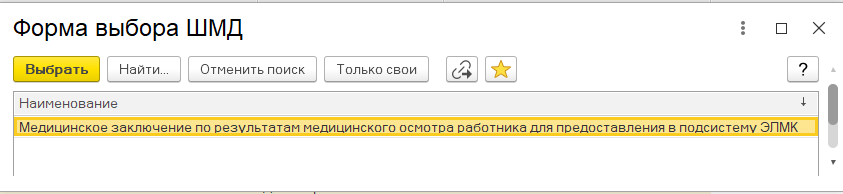 Форма выбора ШМД
Выбрать Найти... Отменить поиск Только свои ?
Наименование
Медицинское заключение по результатам медицинского осмотра работника для предоставления в подсистему ЭЛМК